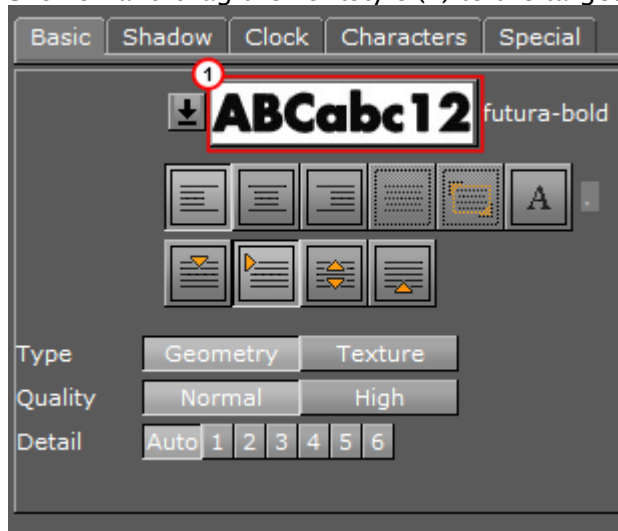 Basic Shadow Clock Characters Special
1
ABCabc12 futura-bold
A
Type Geometry Texture
Quality Normal High
Detail Auto 1 2 3 4 5 6